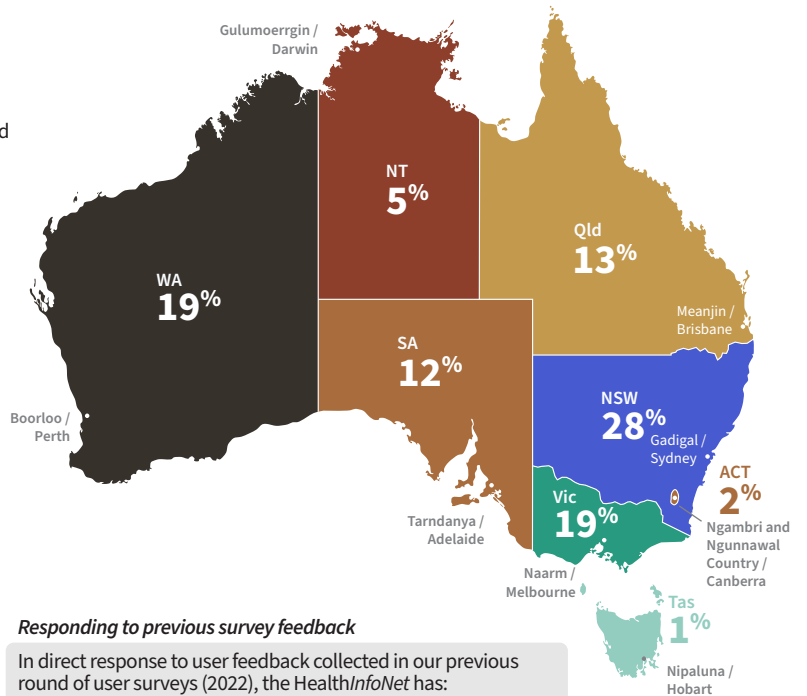 Gulumoerrgin /
Darwin
d
NT
5%
Qld
13%
WA
19%
Meanjin /
Brisbane
SA
12%
NSW
28%
Gadigal /
Sydney
Boorloo /
Perth
ACT
2%
Vic
19%
Tarndanya /
Adelaide
Ngambri and
Ngunnawal
Country /
Canberra
Naarm /
Melbourne
Tas
1%
Nipaluna /
Hobart
Responding to previous survey feedback
In direct response to user feedback collected in our previous
round of user surveys (2022), the HealthInfoNet has: